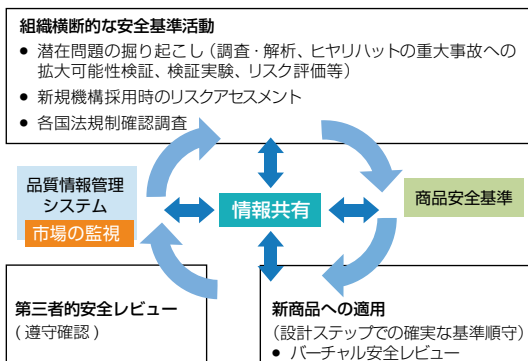 組織横断的な安全基準活動
● 潜在問題の掘り起こし（調査・解析、ヒヤリハットの重大事故への
拡大可能性検証、検証実験、リスク評価等）
● 新規機構採用時のリスクアセスメント
● 各国法規制確認調査
品質情報管理
システム
市場の監視
情報共有
商品安全基準
第三者的安全レビュー
( 遵守確認 )
新商品への適用
（設計ステップでの確実な基準順守）
● バーチャル安全レビュー